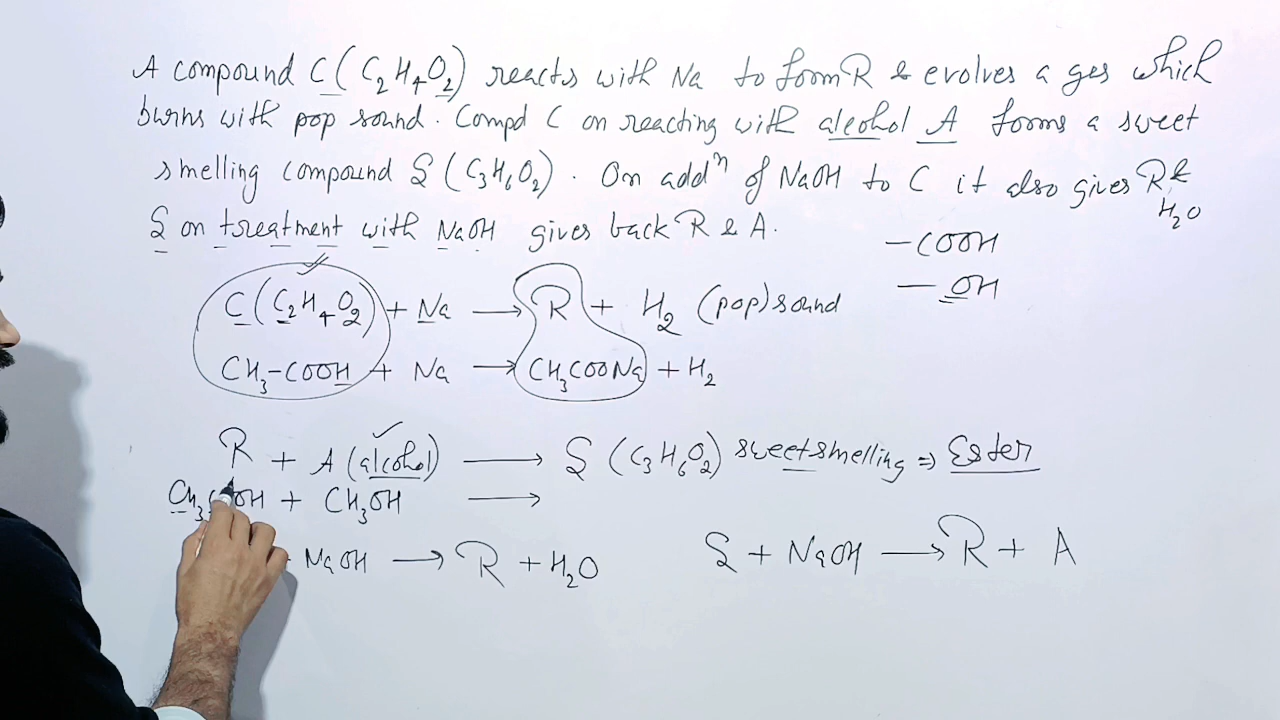 A compound C (C2H4O2) reacts with Na to form R & evolves a ges which
burns with pop sound. Compd C on reacting with alcohol A forms a sweet
smelling compound S (C3H6O2). On addn of NaOH to C it also gives R &
H2O
S on treatment with NaOH gives back R & A.
-COOH
-OH
C (C2H4O2) + Na → R + H2 (pop) sound
CH3-COOH + Na → CH3COONa + H2
R + A (alcohol) → S (C3H6O2) sweet smelling ⇒ Ester
CH3COOH + CH3OH →
+ NaOH → R + H2O
S + NaOH → R + A